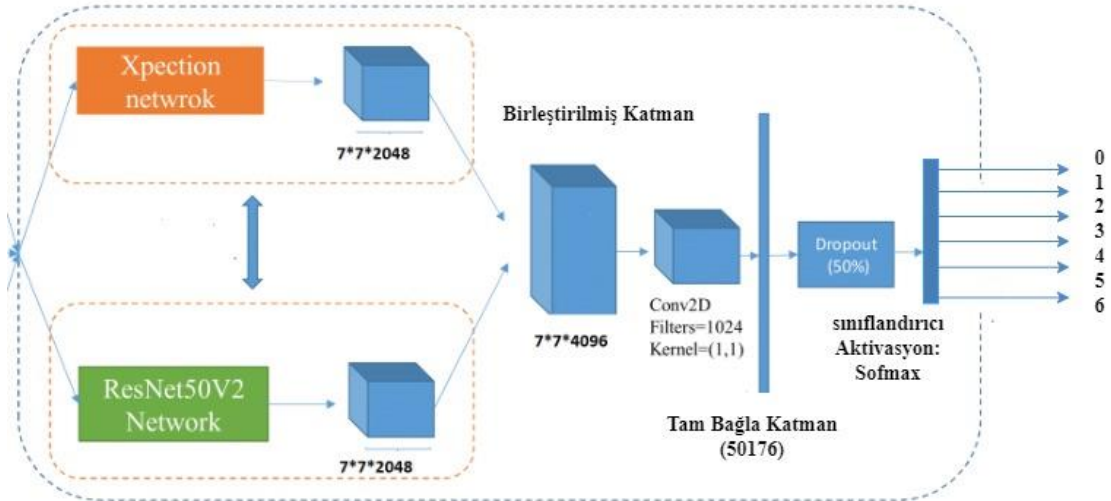 Xpection
netwrok
7*7*2048
Birleştirilmiş Katman
7*7*4096
Conv2D
Filters=1024
Kernel=(1,1)
Dropout
(50%)
0
1
2
3
4
5
6
sınıflandırıcı
Aktivasyon:
Sofmax
Tam Bağla Katman
(50176)
ResNet50V2
Network
7*7*2048